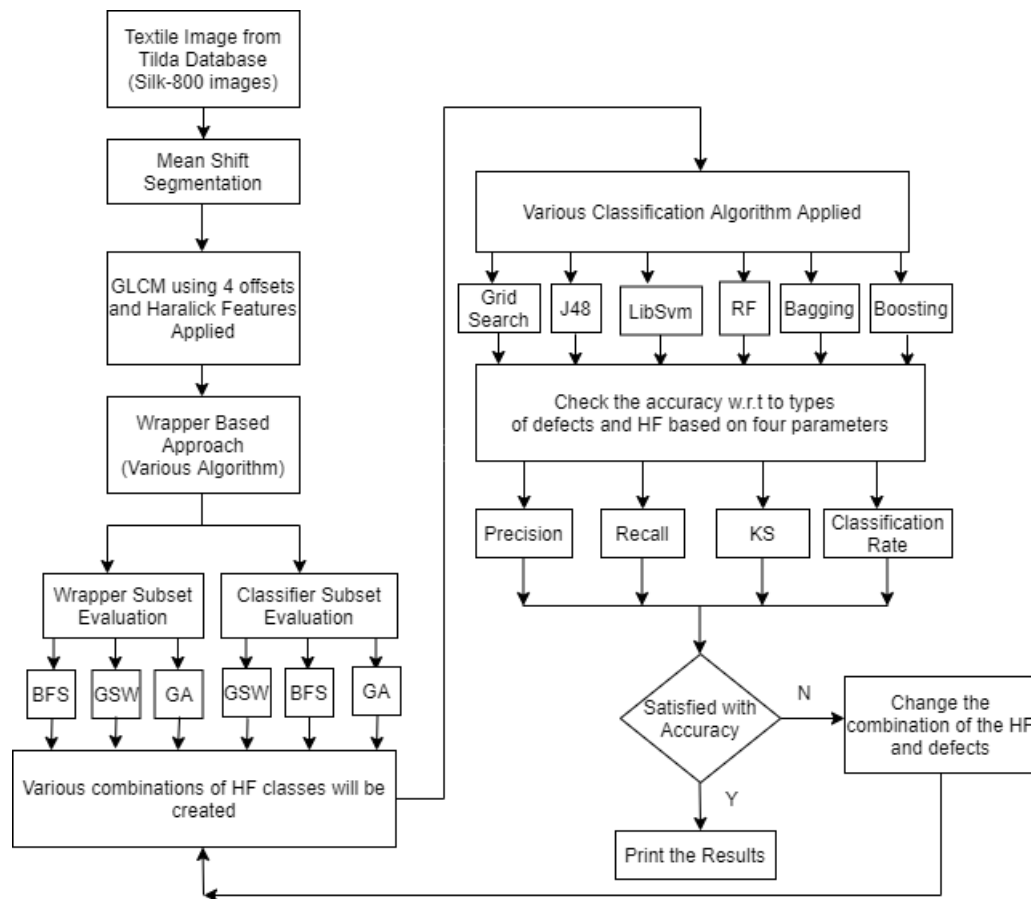 Textile Image from
Tilda Database
(Silk-800 images)
Mean Shift
Segmentation
GLCM using 4 offsets
and Haralick Features
Applied
Wrapper Based
Approach
(Various Algorithm)
Wrapper Subset
Evaluation
Classifier Subset
Evaluation
BFS
GSW
GA
GSW
BFS
GA
Various combinations of HF classes will be
created
Various Classification Algorithm Applied
Grid
Search
J48
LibSvm
RF
Bagging
Boosting
Check the accuracy w.r.t to types
of defects and HF based on four parameters
Precision
Recall
KS
Classification
Rate
Satisfied with
Accuracy
N
Change the
combination of the HF
and defects
Y
Print the Results